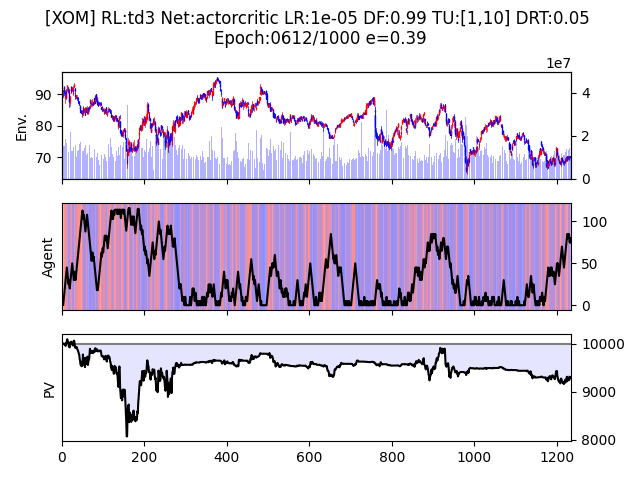 [XOM] RL:td3 Net:actorcritic LR:1e-05 DF:0.99 TU:[1,10] DRT:0.05
Epoch:0612/1000 e=0.39
1e7
90
80
70
Env.
4
2
0
Agent
100
50
0
PV
10000
9000
8000
0 200 400 600 800 1000 1200